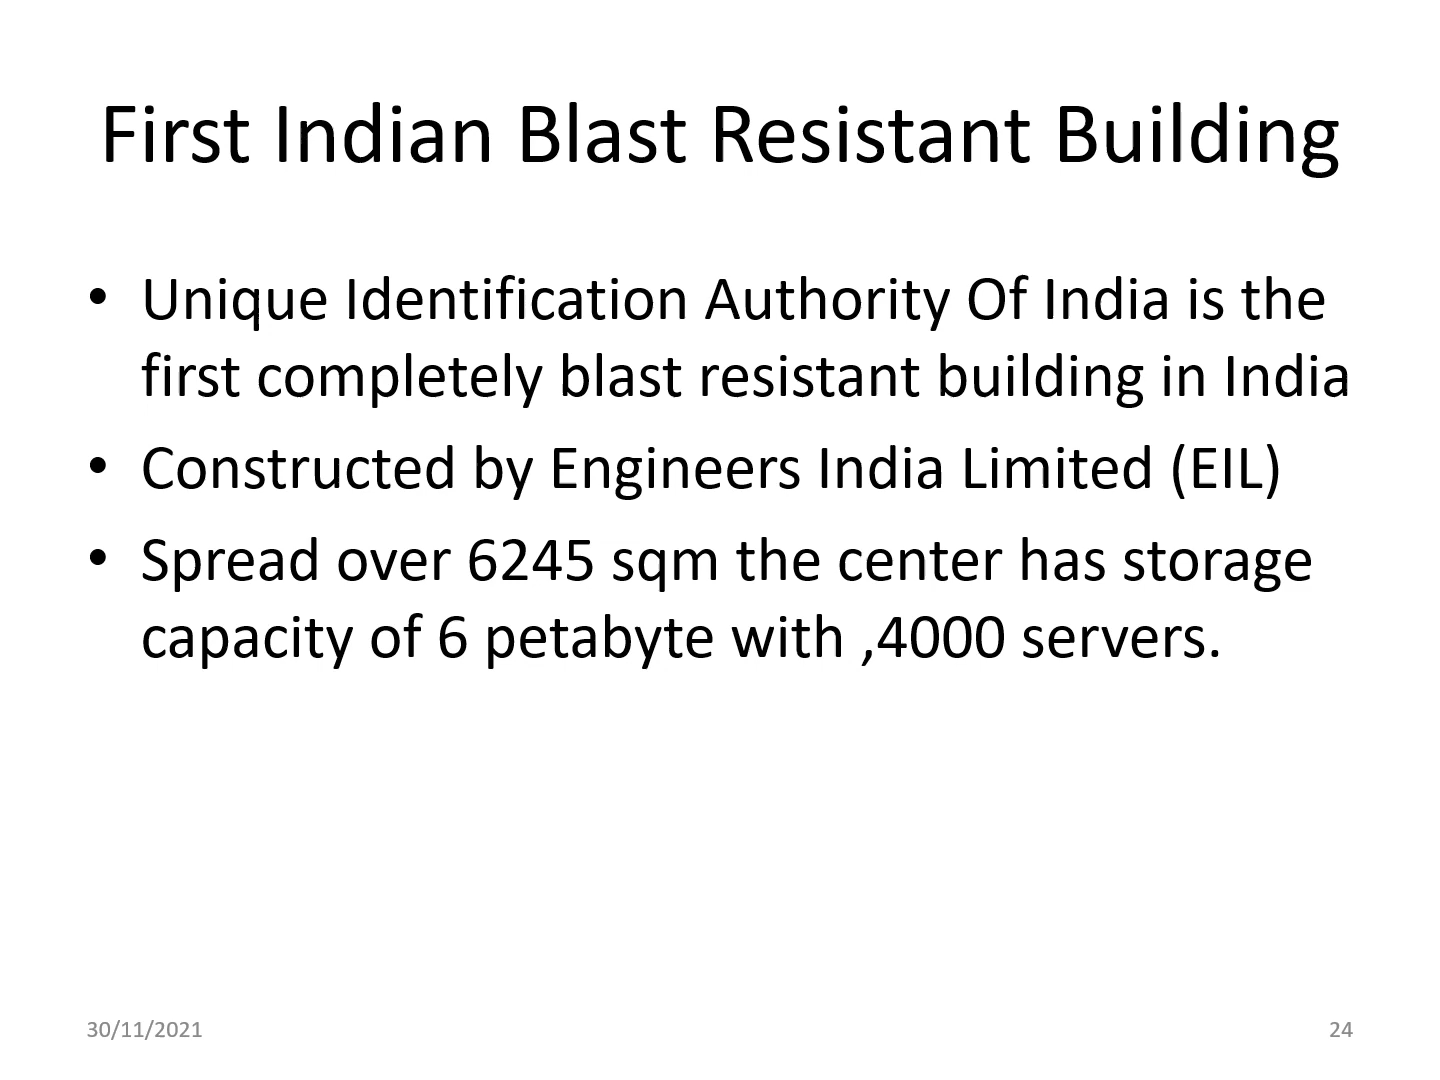 First Indian Blast Resistant Building
• Unique Identification Authority Of India is the
first completely blast resistant building in India
• Constructed by Engineers India Limited (EIL)
• Spread over 6245 sqm the center has storage
capacity of 6 petabyte with ,4000 servers.
30/11/2021
24